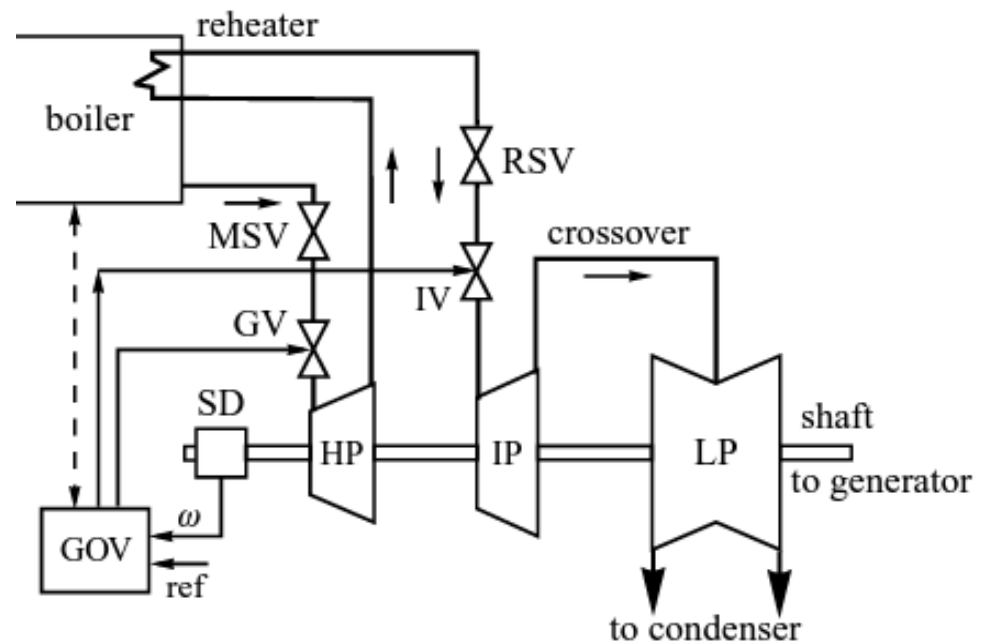 reheater
boiler
RSV
MSV
crossover
IV
GV
SD
shaft
HP
IP
LP
to generator
ω
GOV
ref
to condenser